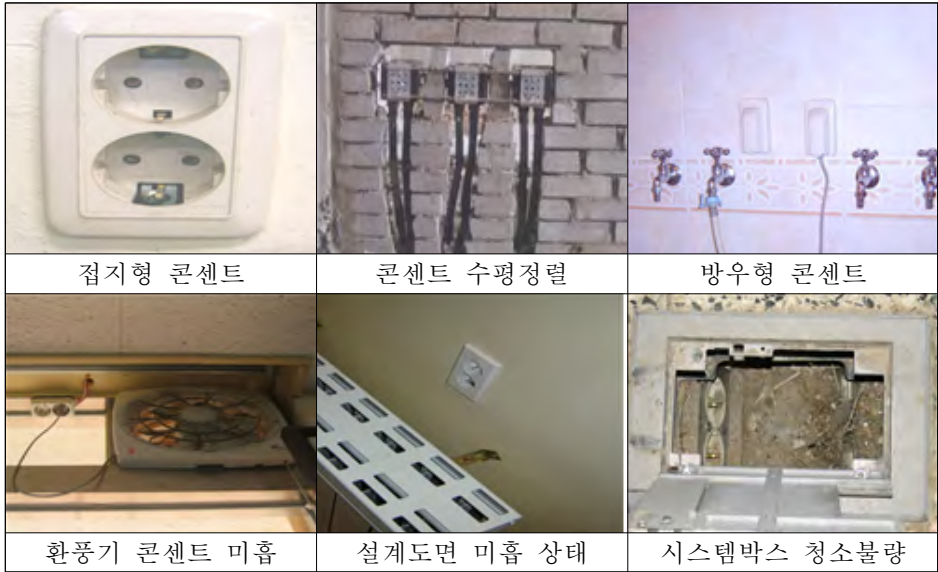 접지형 콘센트
콘센트 수평정렬
방우형 콘센트
환풍기 콘센트 미흡
설계도면 미흡 상태
시스템박스 청소불량